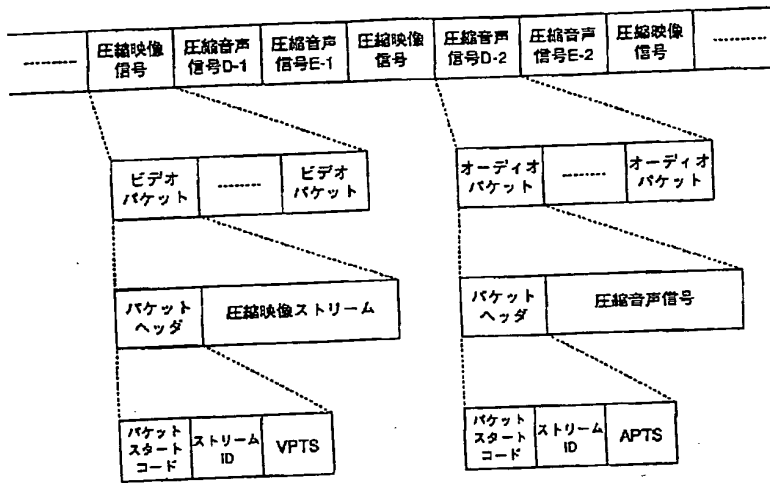 圧縮映像
信号
圧縮音声
信号D-1
圧縮音声
信号E-1
圧縮映像
信号
圧縮音声
信号D-2
圧縮音声
信号E-2
圧縮映像
信号
ビデオ
パケット
ビデオ
パケット
オーディオ
パケット
オーディオ
パケット
パケット
ヘッダ
圧縮映像ストリーム
パケット
ヘッダ
圧縮音声信号
パケット
スタート
コード
ストリーム
ID
VPTS
パケット
スタート
コード
ストリーム
ID
APTS